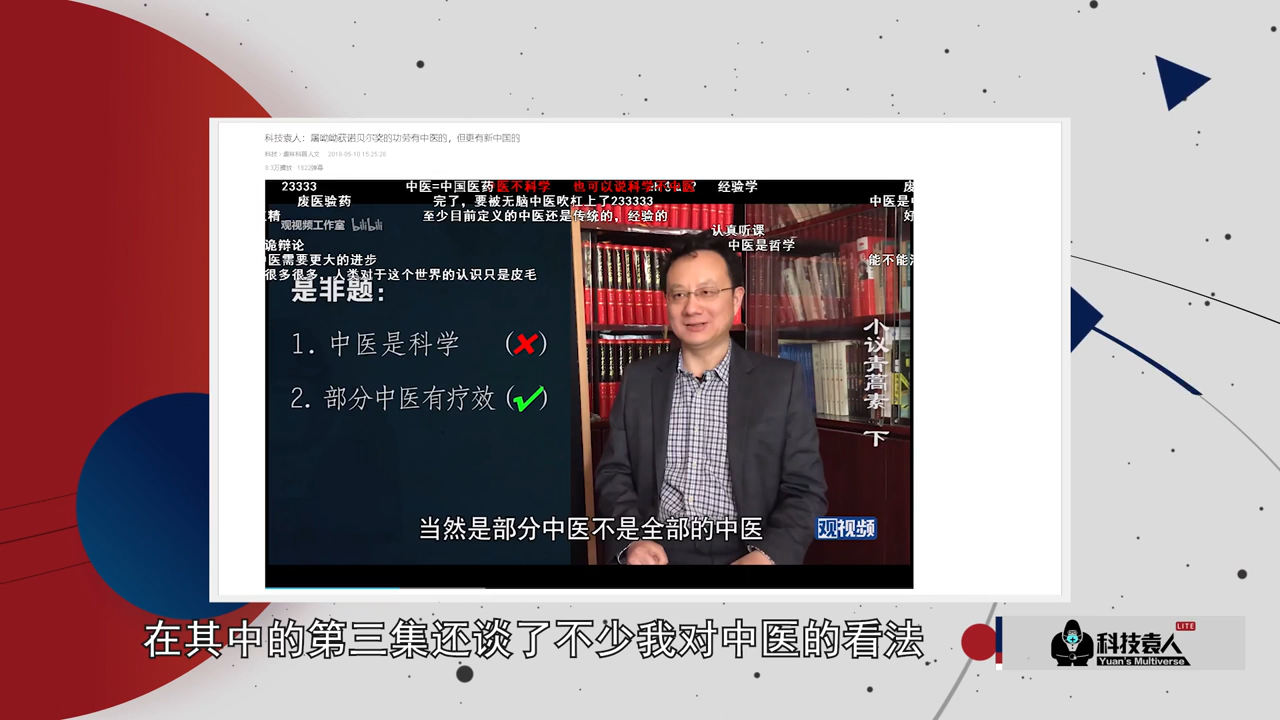 科技袁人：屠呦呦获诺贝尔奖的功劳有中医的，但更有新中国的
23333
中医=中国医药
医不科学
也可以说科学不中医
经验学
废医验药
完了，要被无脑中医吹杠上了233333
中医是
精
至少目前定义的中医还是传统的，经验的
好
观视频工作室 bilibili
认真听课
诡辩论
中医是哲学
医需要更大的进步
能不能
很多很多，人类对于这个世界的认识只是皮毛
是非题：
1. 中医是科学 (✗)
2. 部分中医有疗效 (✓)
小议青蒿素 下
当然是部分中医不是全部的中医
观视频
在其中的第三集还谈了不少我对中医的看法
科技袁人 LITE
Yuan's Multiverse